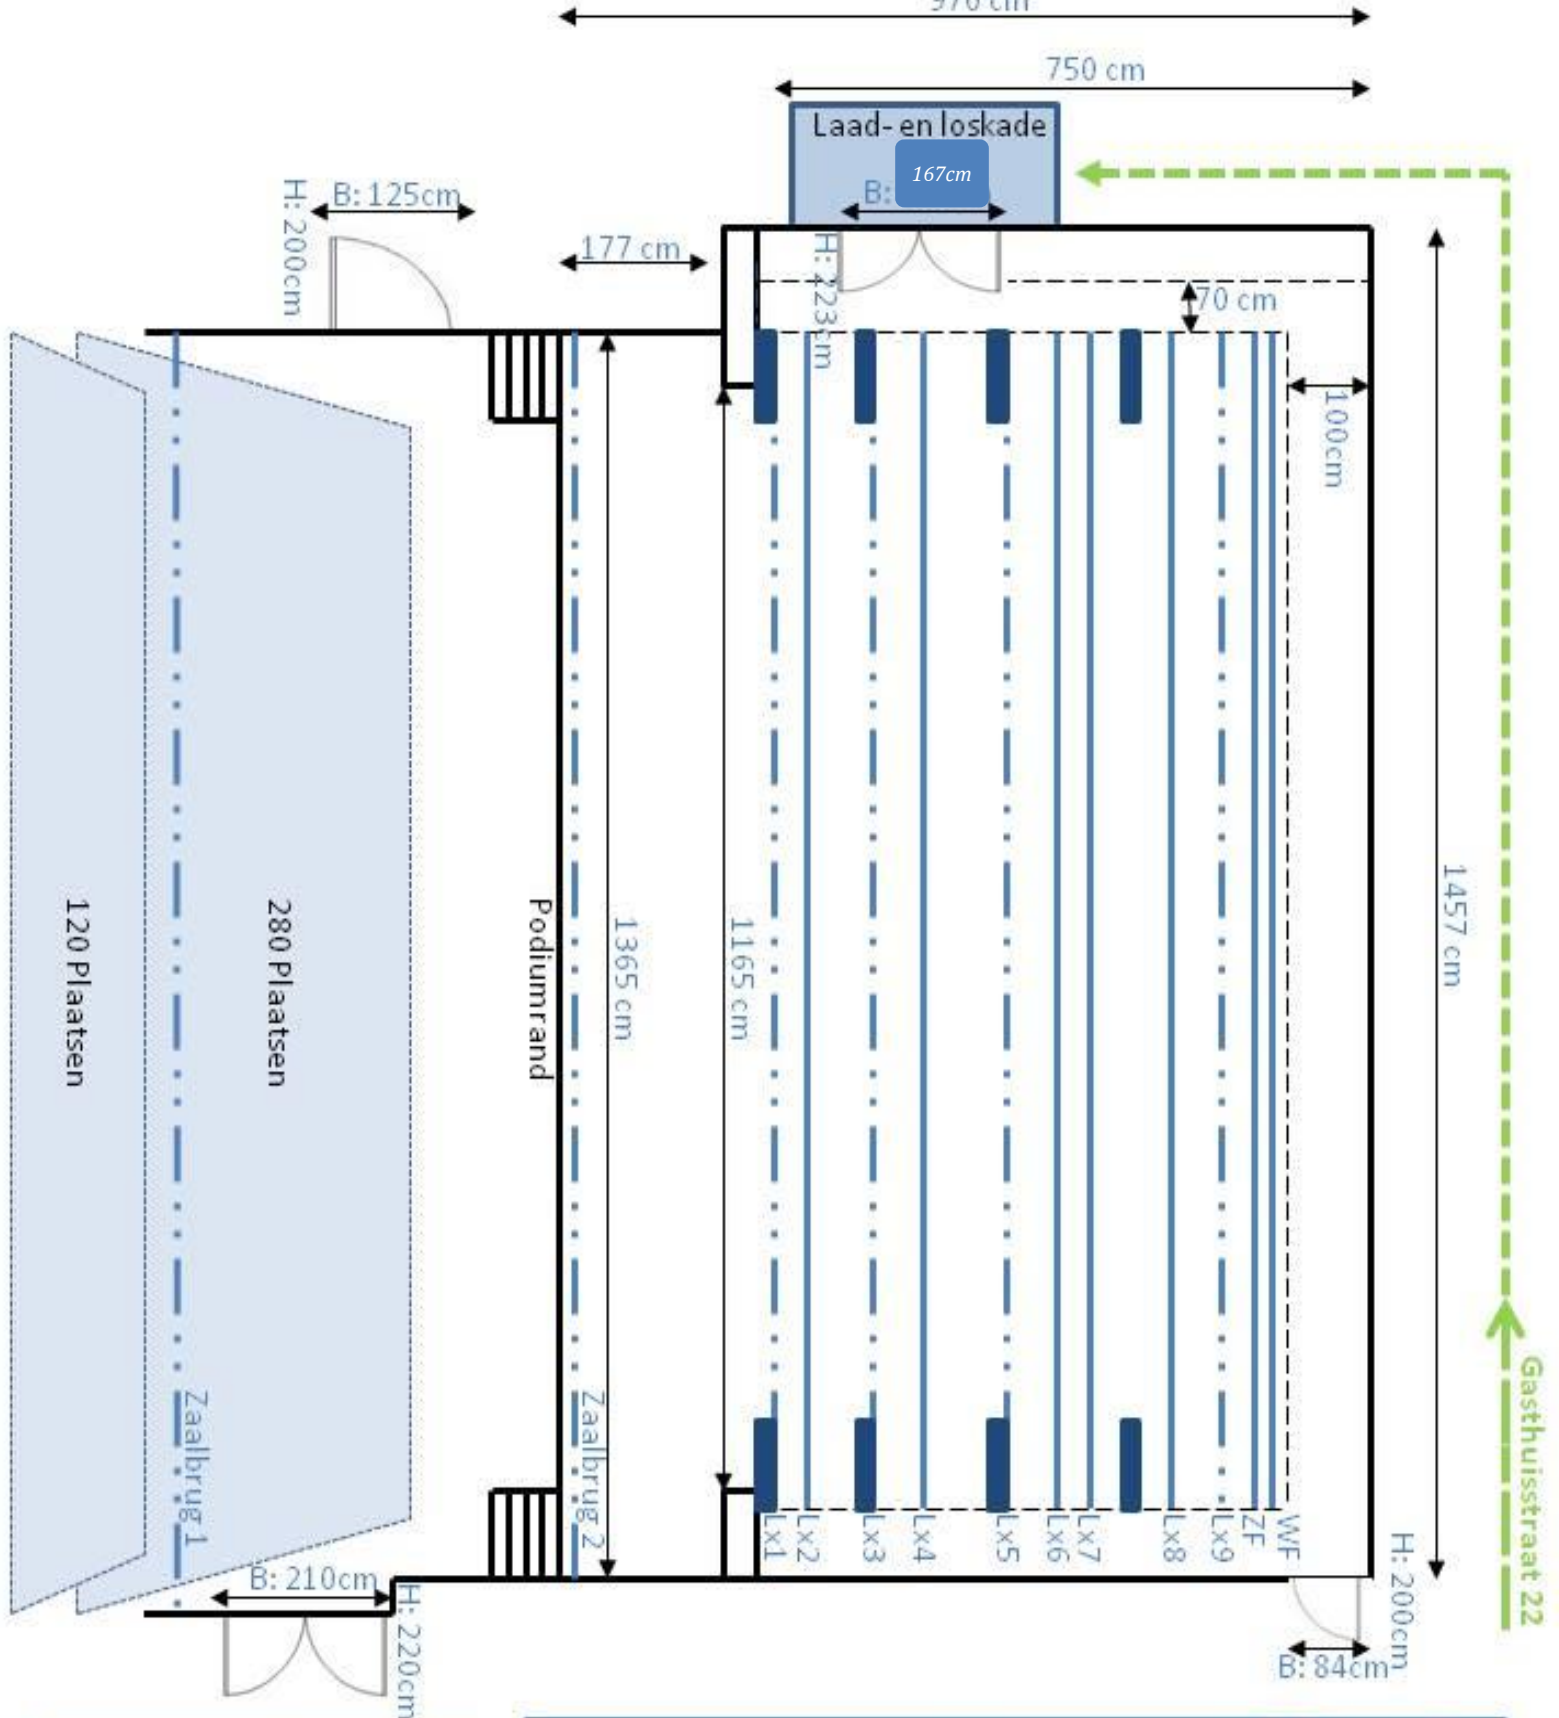 970 cm
750 cm
Laad- en loskade
167cm
B:
B: 125cm
H: 200cm
177 cm
H: 223cm
70 cm
100cm
1457 cm
1365 cm
1165 cm
Podiumrand
280 Plaatsen
120 Plaatsen
Zaalbrug 1
Zaalbrug 2
Lx1
Lx2
Lx3
Lx4
Lx5
Lx6
Lx7
Lx8
Lx9
ZF
WF
Gasthuisstraat 22
B: 210cm
H: 220cm
H: 200cm
B: 84cm